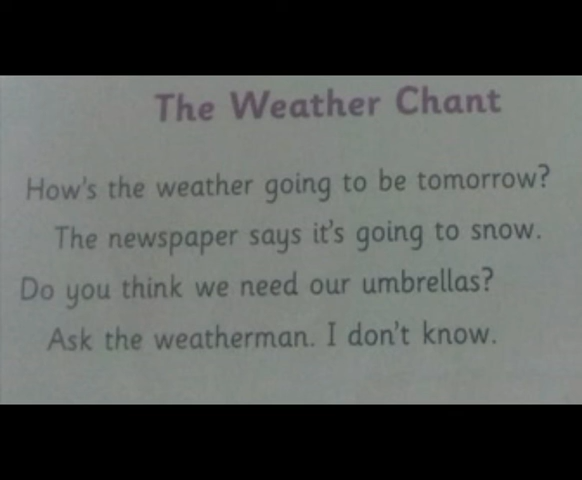 The Weather Chant
How's the weather going to be tomorrow?
The newspaper says it's going to snow.
Do you think we need our umbrellas?
Ask the weatherman. I don't know.